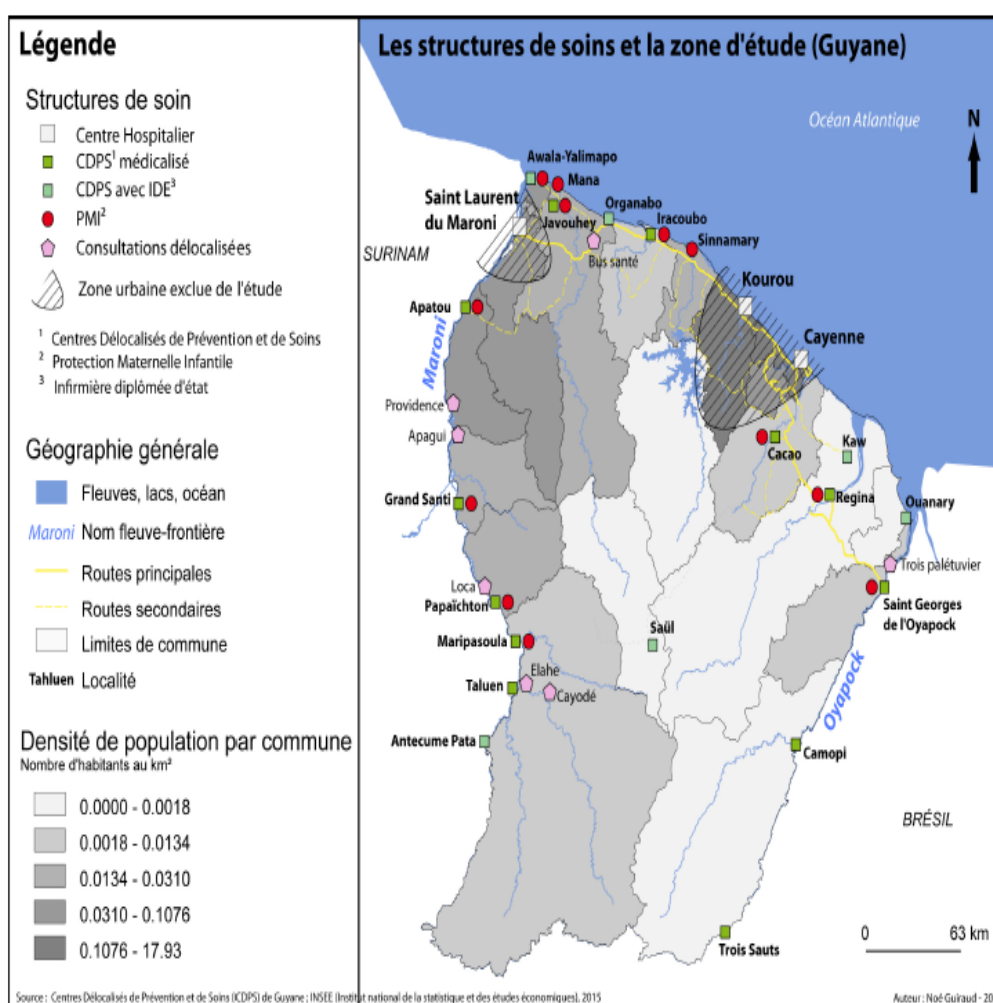 Légende
Structures de soin
Centre Hospitalier
CDPS¹ médicalisé
CDPS avec IDE³
PMI²
Consultations délocalisées
Zone urbaine exclue de l'étude
¹ Centres Délocalisés de Prévention et de Soins
² Protection Maternelle Infantile
³ Infirmière diplômée d'état
Géographie générale
Fleuves, lacs, océan
Maroni Nom fleuve-frontière
Routes principales
Routes secondaires
Limites de commune
Tahluen Localité
Densité de population par commune
Nombre d'habitants au km²
0.0000 - 0.0018
0.0018 - 0.0134
0.0134 - 0.0310
0.0310 - 0.1076
0.1076 - 17.93
Les structures de soins et la zone d'étude (Guyane)
Océan Atlantique
N
Awala-Yalimapo
Mana
Saint Laurent
du Maroni
Javouhey
Organabo
Iracoubo
Sinnamary
SURINAM
Bus santé
Kourou
Apatou
Cayenne
Maroni
Providence
Apagui
Cacao
Kaw
Grand Santi
Regina
Ouanary
Trois palétuvier
Loca
Papaïchton
Saint Georges
de l'Oyapock
Maripasoula
Saül
Elahe
Taluen
Cayodé
Oyapock
Antecume Pata
Camopi
BRÉSIL
Trois Sauts
0 63 km
Source : Centres Délocalisés de Prévention et de Soins (CDPS) de Guyane ; INSEE (Institut national de la statistique et des études économiques), 2015
Auteur : Noé Guiraud - 20